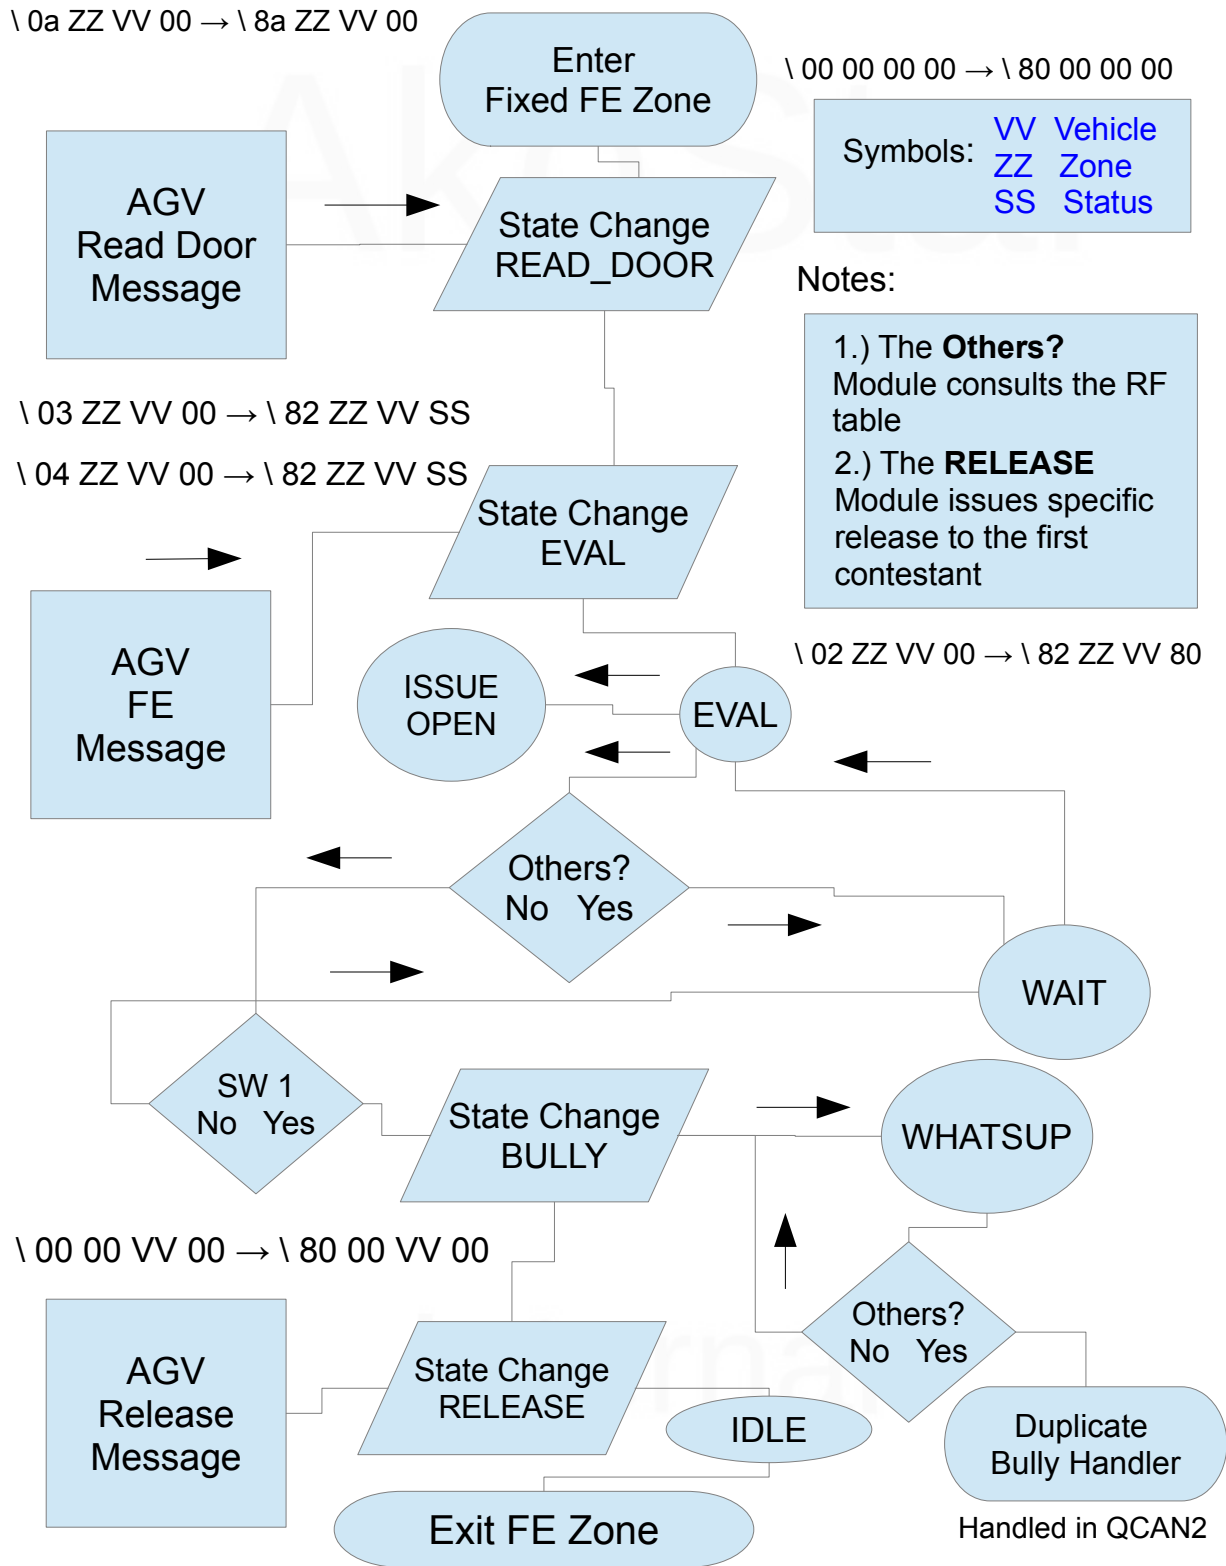 \ 0a ZZ VV 00 → \ 8a ZZ VV 00
Enter
Fixed FE Zone
\ 00 00 00 00 → \ 80 00 00 00
Symbols:
VV Vehicle
ZZ Zone
SS Status
AGV
Read Door
Message
State Change
READ_DOOR
Notes:
1.) The Others?
Module consults the RF
table
2.) The RELEASE
Module issues specific
release to the first
contestant
\ 03 ZZ VV 00 → \ 82 ZZ VV SS
\ 04 ZZ VV 00 → \ 82 ZZ VV SS
State Change
EVAL
AGV
FE
Message
\ 02 ZZ VV 00 → \ 82 ZZ VV 80
ISSUE
OPEN
EVAL
Others?
No Yes
WAIT
SW 1
No Yes
State Change
BULLY
WHATSUP
\ 00 00 VV 00 → \ 80 00 VV 00
Others?
No Yes
AGV
Release
Message
State Change
RELEASE
IDLE
Duplicate
Bully Handler
Exit FE Zone
Handled in QCAN2